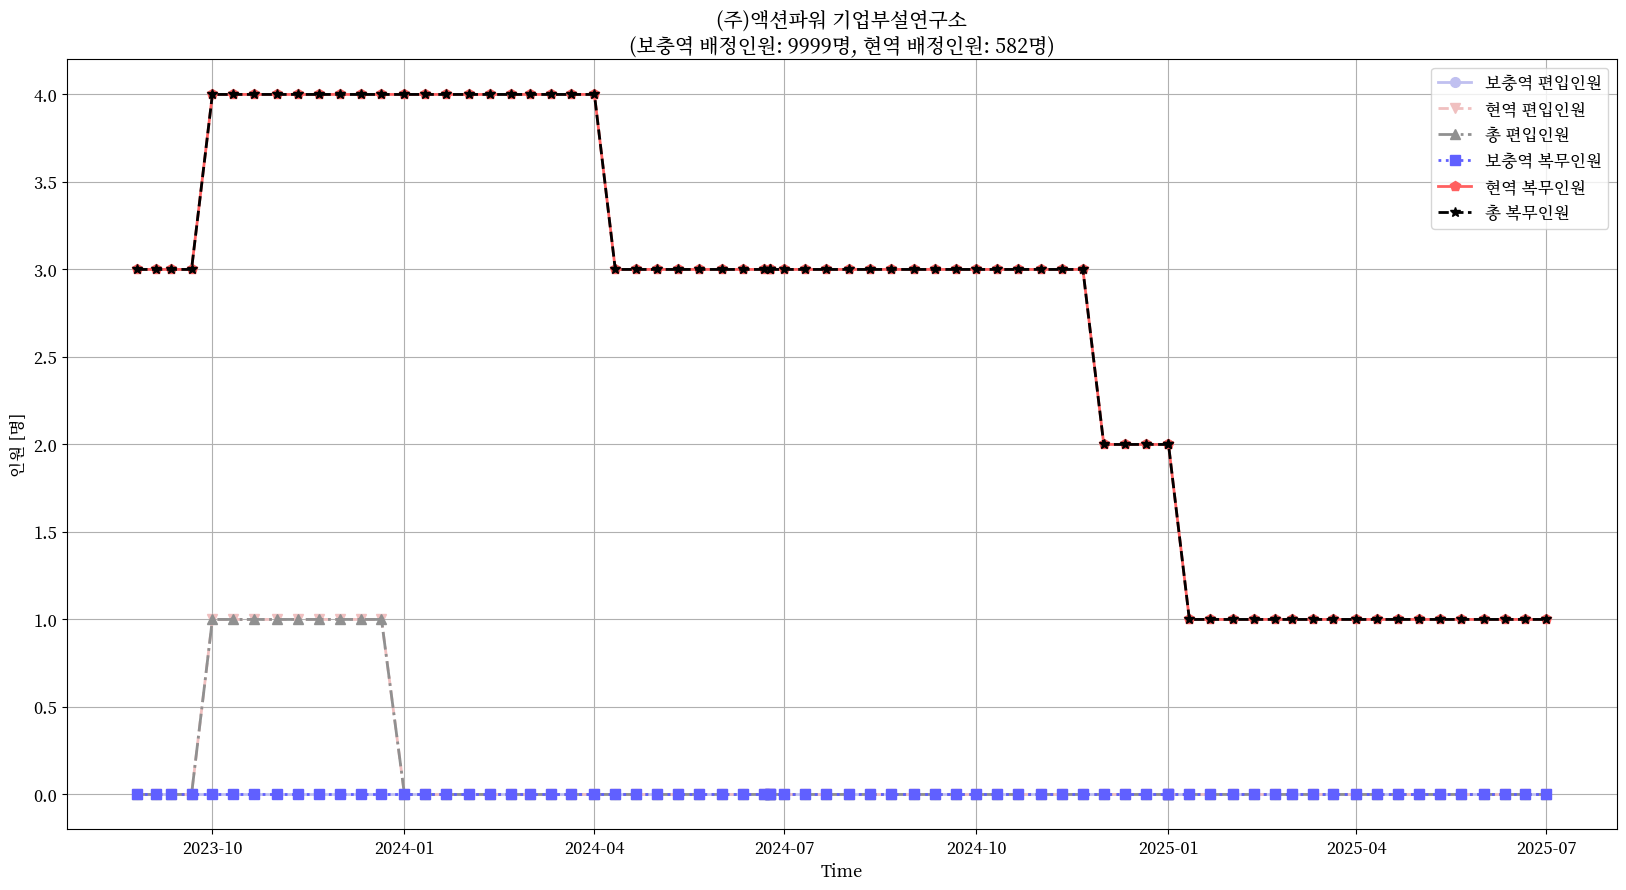 (주)액션파워 기업부설연구소
(보충역 배정인원: 9999명, 현역 배정인원: 582명)
보충역 편입인원
현역 편입인원
총 편입인원
보충역 복무인원
현역 복무인원
총 복무인원
인원 [명]
4.0
3.5
3.0
2.5
2.0
1.5
1.0
0.5
0.0
2023-10 2024-01 2024-04 2024-07 2024-10 2025-01 2025-04 2025-07
Time